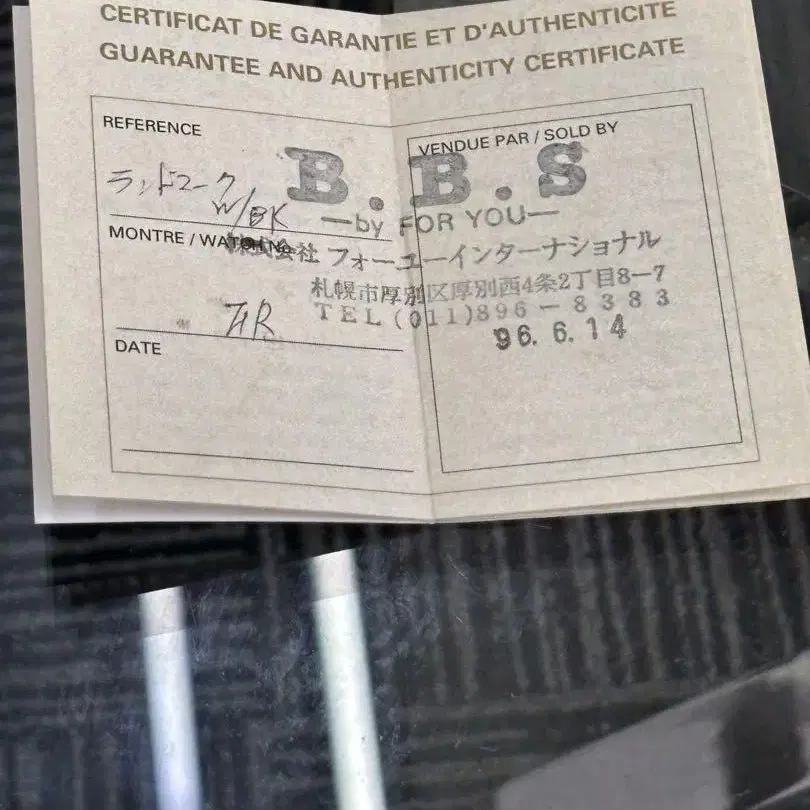 CERTIFICAT DE GARANTIE ET D'AUTHENTICITE
GUARANTEE AND AUTHENTICITY CERTIFICATE
REFERENCE
ランドマーク
W/BK
MONTRE / WATCH No.
DATE
VENDUE PAR / SOLD BY
B.B.S
—by FOR YOU—
株式会社 フォーユーインターナショナル
札幌市厚別区厚別西4条2丁目8-7
TEL(011)896-8383
96. 6. 14